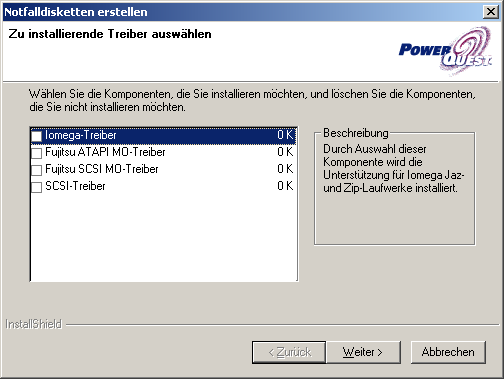 Notfalldisketten erstellen
Zu installierende Treiber auswählen
POWERQUEST.
Wählen Sie die Komponenten, die Sie installieren möchten, und löschen Sie die Komponenten,
die Sie nicht installieren möchten.
Iomega-Treiber 0 K
Fujitsu ATAPI MO-Treiber 0 K
Fujitsu SCSI MO-Treiber 0 K
SCSI-Treiber 0 K
Beschreibung
Durch Auswahl dieser
Komponente wird die
Unterstützung für Iomega Jaz-
und Zip-Laufwerke installiert.
InstallShield
< Zurück Weiter > Abbrechen